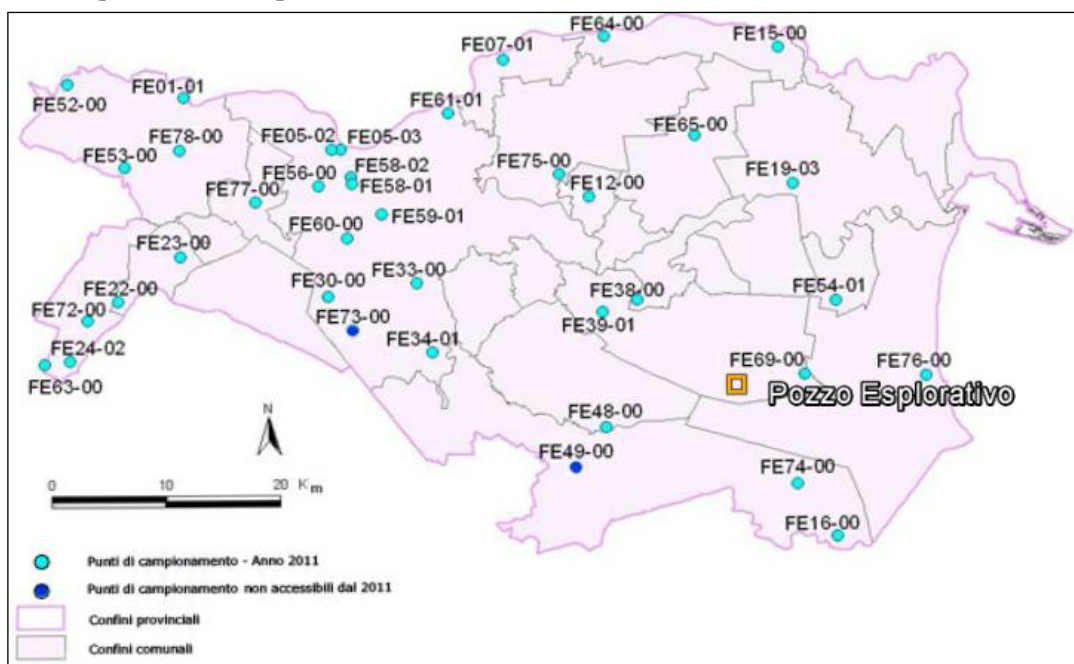 FE64-00
FE15-00
FE07-01
FE52-00
FE01-01
FE61-01
FE65-00
FE78-00
FE05-02
FE05-03
FE53-00
FE58-02
FE75-00
FE19-03
FE56-00
FE58-01
FE12-00
FE77-00
FE59-01
FE60-00
FE23-00
FE33-00
FE30-00
FE38-00
FE54-01
FE22-00
FE72-00
FE73-00
FE39-01
FE34-01
FE24-02
FE69-00
FE76-00
FE63-00
Pozzo Esplorativo
FE48-00
N
FE49-00
FE74-00
0 10 20 Km
FE16-00
Punti di campionamento - Anno 2011
Punti di campionamento non accessibili dal 2011
Confini provinciali
Confini comunali